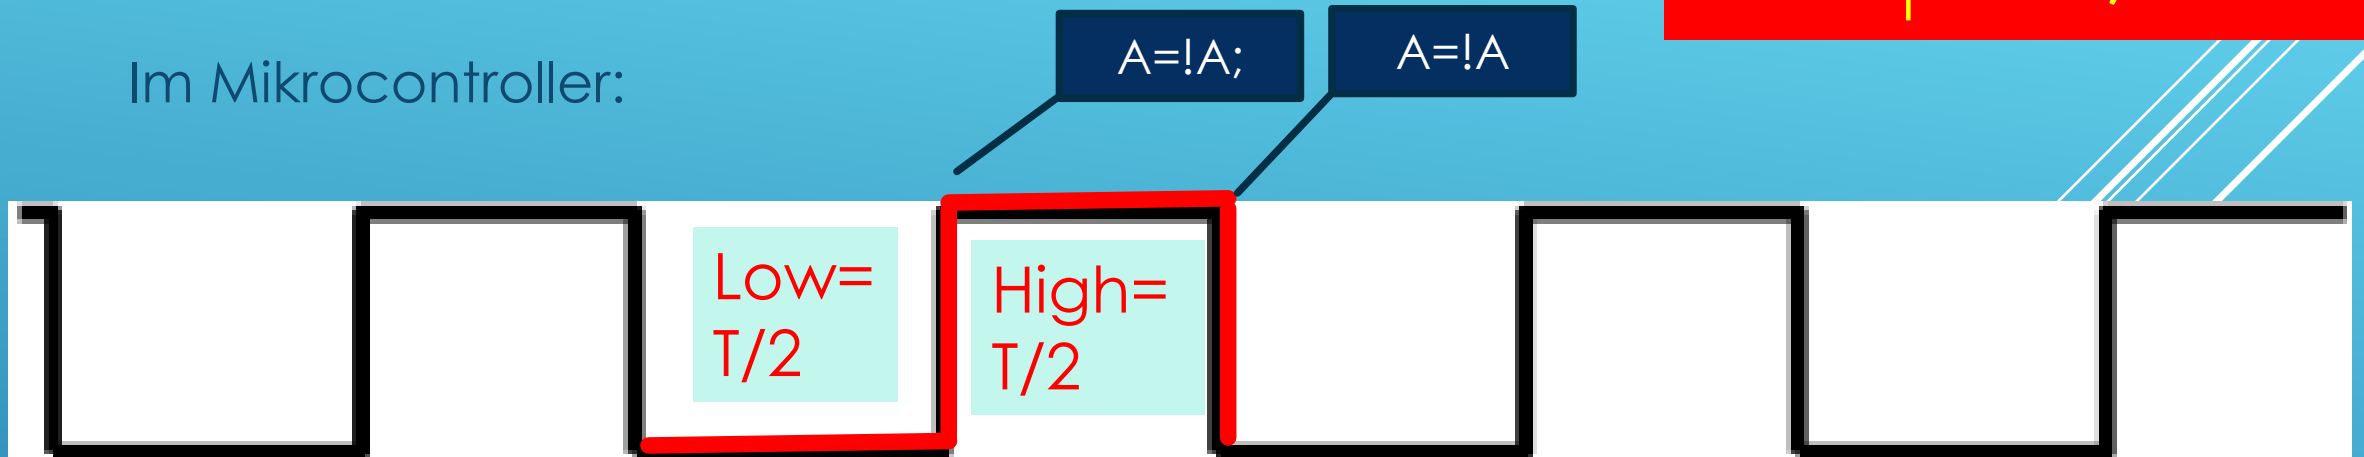 Im Mikrocontroller:
A=!A;
A=!A
Low=
T/2
High=
T/2